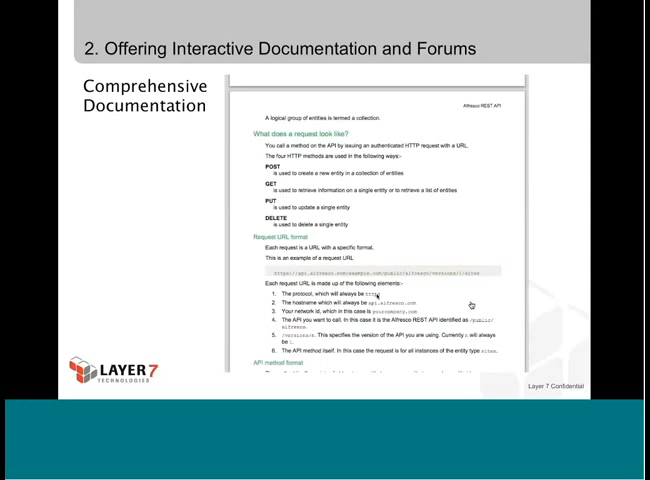 2. Offering Interactive Documentation and Forums
Comprehensive
Documentation
Alfresco REST API
A logical group of entities is termed a collection.
What does a request look like?
You call a method on the API by issuing an authenticated HTTP request with a URL.
The four HTTP methods are used in the following ways:-
POST
is used to create a new entity in a collection of entities
GET
is used to retrieve information on a single entity or to retrieve a list of entities
PUT
is used to update a single entity
DELETE
is used to delete a single entity
Request URL format
Each request is a URL with a specific format.
This is an example of a request URL
https://api.alfresco.com/example.com/public/alfresco/versions/1/sites
Each request URL is made up of the following elements:-
1. The protocol, which will always be https
2. The hostname which will always be api.alfresco.com
3. Your network id, which in this case is yourcompany.com
4. The API you want to call. In this case it is the Alfresco REST API identified as /public/
alfresco.
5. /versions/n. This specifies the version of the API you are using. Currently n will always
be 1.
6. The API method itself. In this case the request is for all instances of the entity type sites.
API method format
LAYER 7
TECHNOLOGIES
Layer 7 Confidential